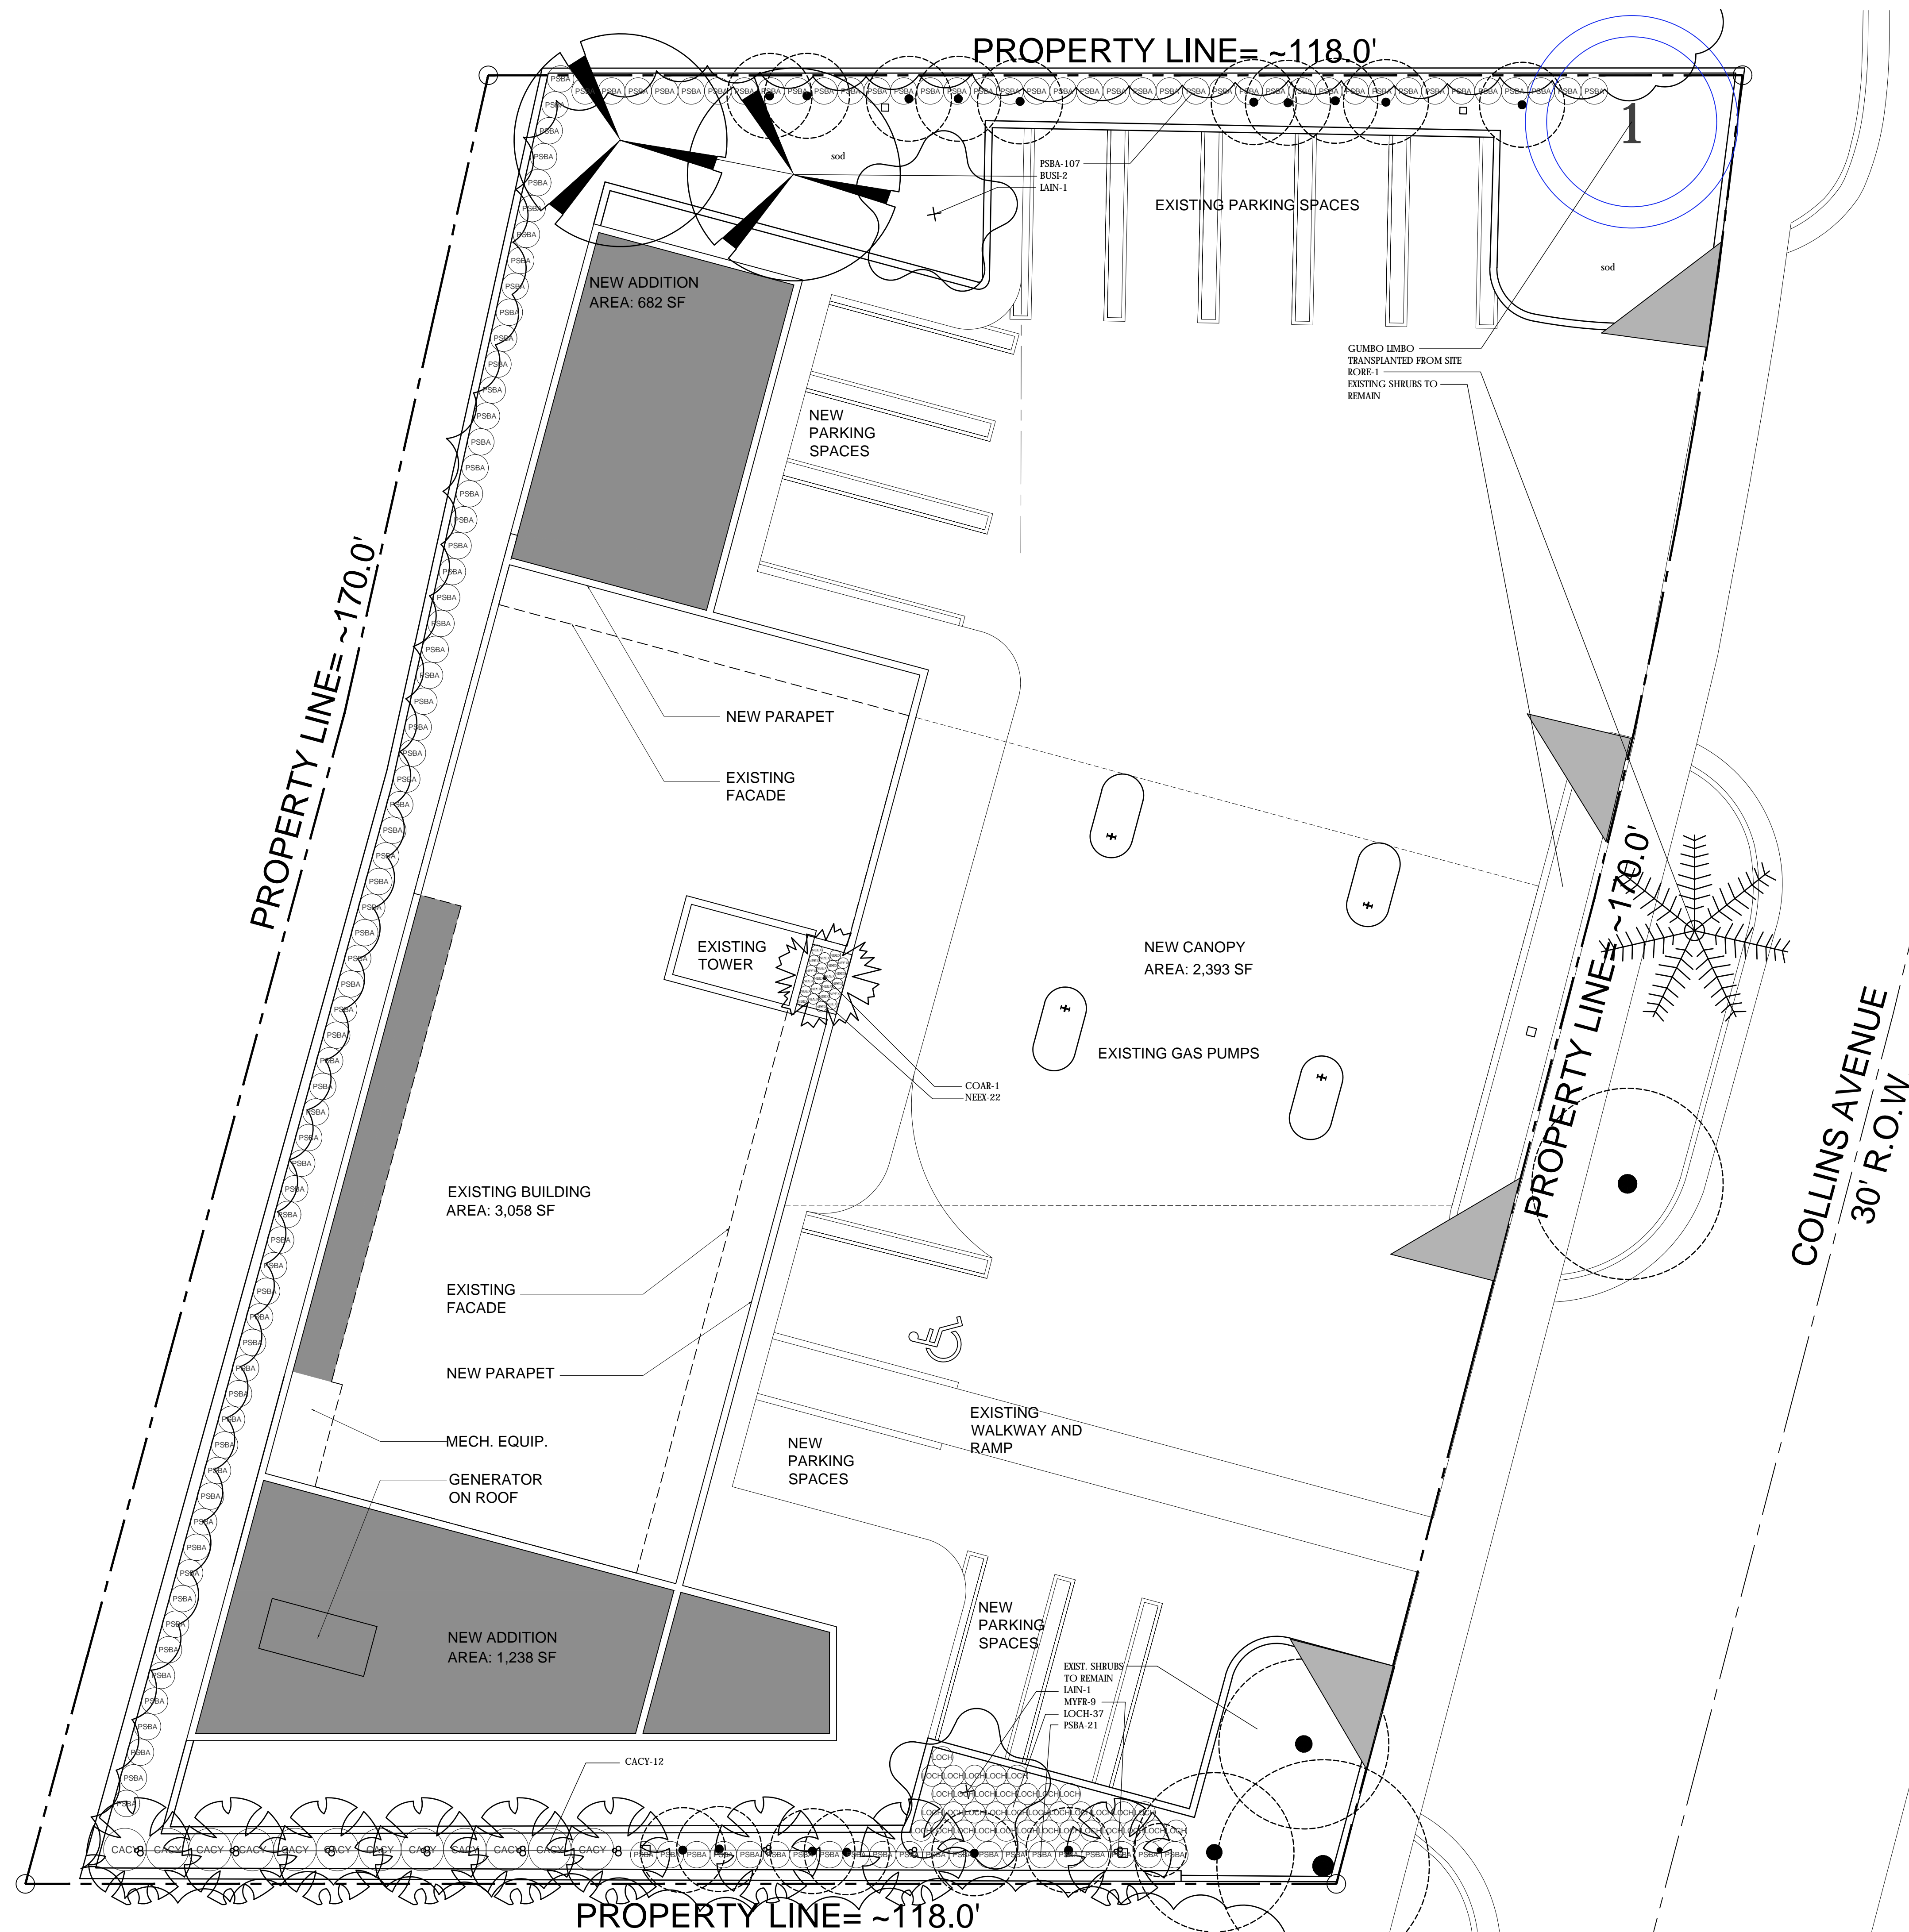 PROPERTY LINE= ~118.0'
1
sod
PSBA-107
BUSI-2
LAIN-1
EXISTING PARKING SPACES
sod
NEW ADDITION
AREA: 682 SF
GUMBO LIMBO
TRANSPLANTED FROM SITE
RORE-1
EXISTING SHRUBS TO
REMAIN
NEW
PARKING
SPACES
PROPERTY LINE= ~170.0'
NEW PARAPET
EXISTING
FACADE
EXISTING
TOWER
NEW CANOPY
AREA: 2,393 SF
EXISTING GAS PUMPS
PROPERTY LINE= ~170.0'
COLLINS AVENUE
30' R.O.W
COAR-1
NEEX-22
EXISTING BUILDING
AREA: 3,058 SF
EXISTING
FACADE
NEW PARAPET
MECH. EQUIP.
GENERATOR
ON ROOF
NEW
PARKING
SPACES
EXISTING
WALKWAY AND
RAMP
NEW ADDITION
AREA: 1,238 SF
NEW
PARKING
SPACES
EXIST. SHRUBS
TO REMAIN
LAIN-1
MYFR-9
LOCH-37
PSBA-21
CACY-12
PSBA
LOCH
CACY
PROPERTY LINE= ~118.0'